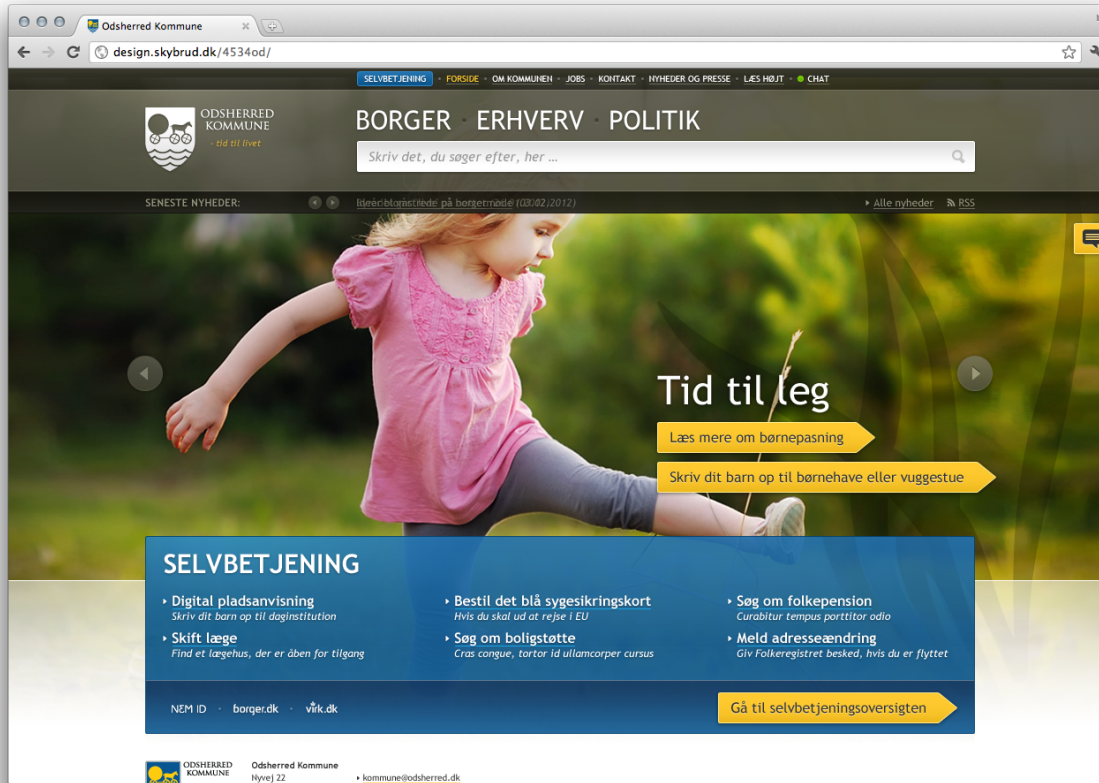 Odsherred Kommune
design.skybrud.dk/4534od/
SELVBETJENING · FORSIDE · OM KOMMUNEN · JOBS · KONTAKT · NYHEDER OG PRESSE · LÆS HØJT · CHAT
ODSHERRED
KOMMUNE
- tid til livet
BORGER · ERHVERV · POLITIK
Skriv det, du søger efter, her ...
SENESTE NYHEDER:
på borgermøde
Alle nyheder
RSS
Tid til leg
Læs mere om børnepasning
Skriv dit barn op til børnehave eller vuggestue
SELVBETJENING
Digital pladsanvisning
Skriv dit barn op til daginstitution
Skift læge
Find et lægehus, der er åben for tilgang
Bestil det blå sygesikringskort
Hvis du skal ud at rejse i EU
Søg om boligstøtte
Cras congue, tortor id ullamcorper cursus
Søg om folkepension
Curabitur tempus porttitor odio
Meld adresseændring
Giv Folkeregistret besked, hvis du er flyttet
NEM ID · borger.dk · virk.dk
Gå til selvbetjeningsoversigten
ODSHERRED
KOMMUNE
Odsherred Kommune
Nyvej 22
kommune@odsherred.dk